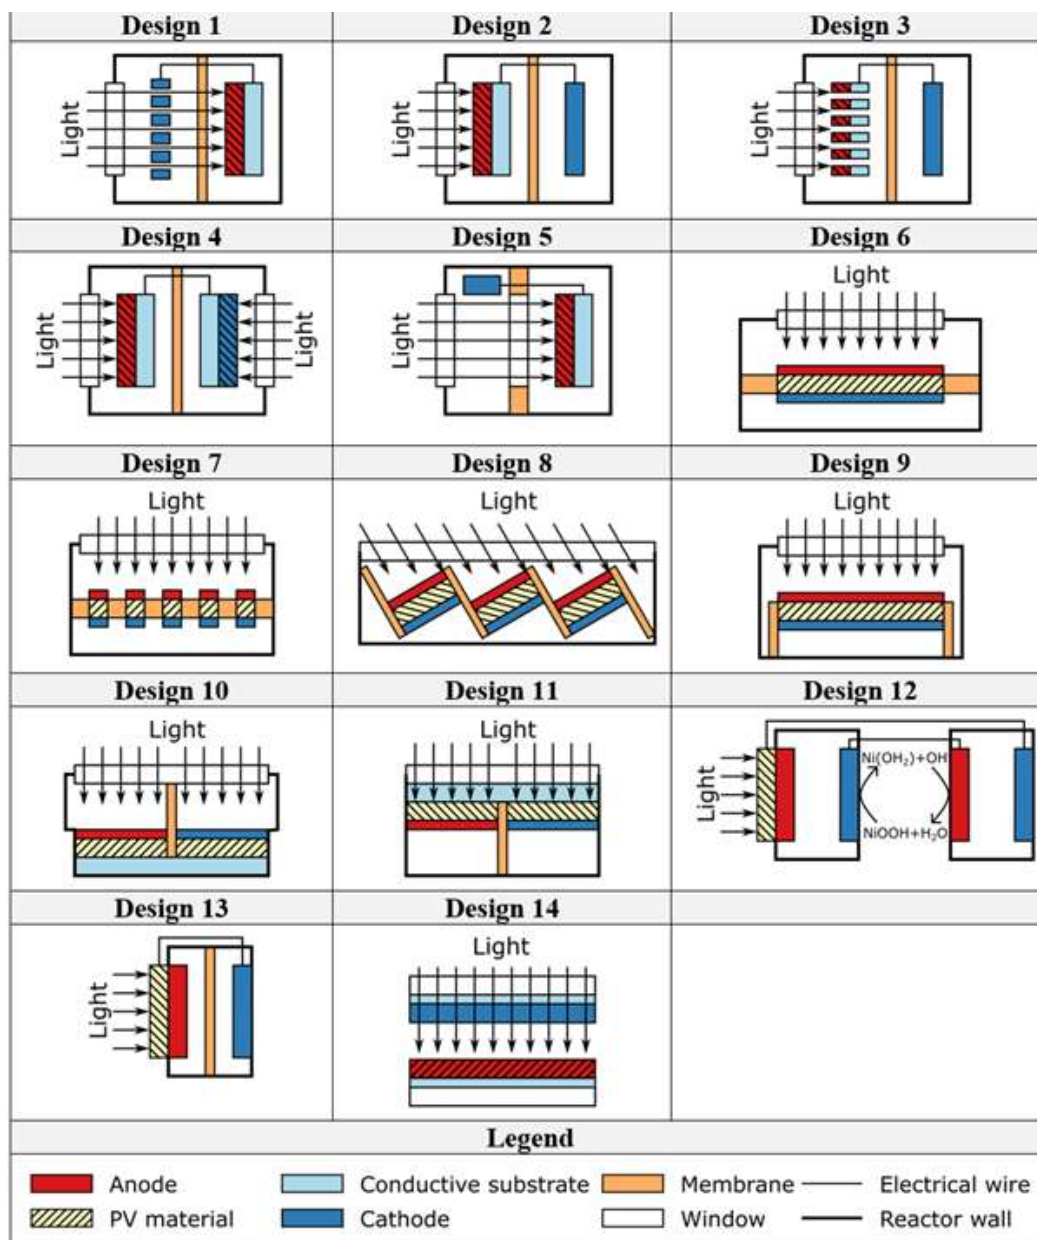 Design 1 Design 2 Design 3
Light Light Light
Design 4 Design 5 Design 6
Light Light Light Light
Design 7 Design 8 Design 9
Light Light Light
Design 10 Design 11 Design 12
Light Light Light
Ni(OH₂)+OH
NiOOH+H₂O
Design 13 Design 14
Light Light
Legend
Anode Conductive substrate Membrane Electrical wire
PV material Cathode Window Reactor wall